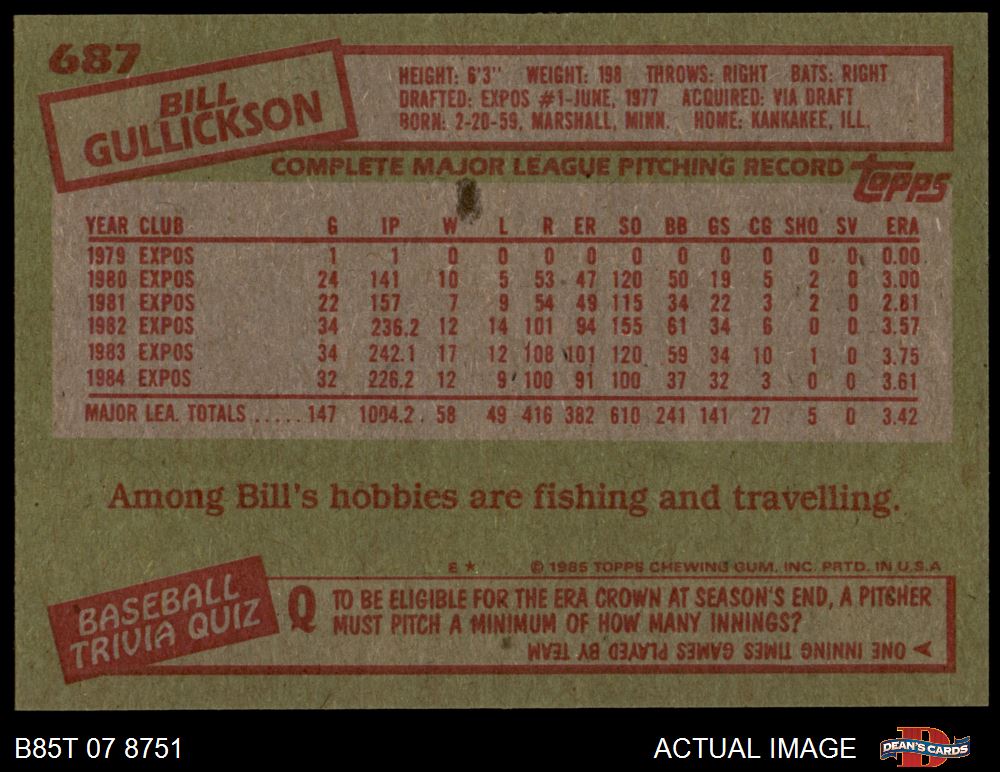 687
BILL
GULLICKSON
HEIGHT: 6'3" WEIGHT: 198 THROWS: RIGHT BATS: RIGHT
DRAFTED: EXPOS #1-JUNE, 1977 ACQUIRED: VIA DRAFT
BORN: 2-20-59, MARSHALL, MINN. HOME: KANKAKEE, ILL.
COMPLETE MAJOR LEAGUE PITCHING RECORD topps
YEAR CLUB G IP W L R ER SO BB GS CG SHO SV ERA
1979 EXPOS 1 1 0 0 0 0 0 0 0 0 0 0 0.00
1980 EXPOS 24 141 10 5 53 47 120 50 19 5 2 0 3.00
1981 EXPOS 22 157 7 9 54 49 115 34 22 3 2 0 2.81
1982 EXPOS 34 236.2 12 14 101 94 155 61 34 6 0 0 3.57
1983 EXPOS 34 242.1 17 12 108 101 120 59 34 10 1 0 3.75
1984 EXPOS 32 226.2 12 9 100 91 100 37 32 3 0 0 3.61
MAJOR LEA. TOTALS ..... 147 1004.2 58 49 416 382 610 241 141 27 5 0 3.42
Among Bill's hobbies are fishing and travelling.
E * © 1985 TOPPS CHEWING GUM, INC. PRTD. IN U.S.A
BASEBALL
TRIVIA QUIZ
Q TO BE ELIGIBLE FOR THE ERA CROWN AT SEASON'S END, A PITCHER
MUST PITCH A MINIMUM OF HOW MANY INNINGS?
A ONE INNING TIMES GAMES PLAYED BY TEAM
B85T 07 8751
ACTUAL IMAGE
D
DEAN'S CARDS